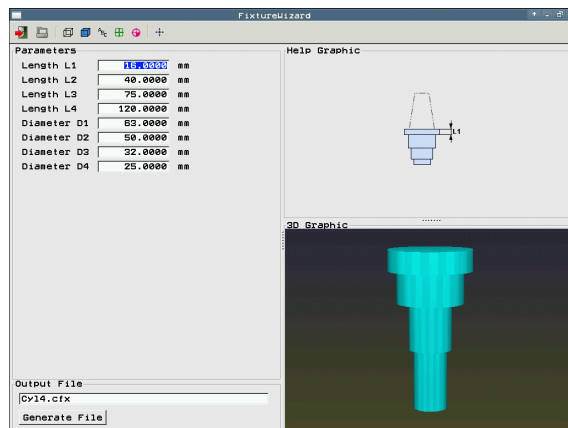 FixtureWizard
Parameters
Length L1 16.0000 mm
Length L2 40.0000 mm
Length L3 75.0000 mm
Length L4 120.0000 mm
Diameter D1 63.0000 mm
Diameter D2 50.0000 mm
Diameter D3 32.0000 mm
Diameter D4 25.0000 mm
Help Graphic
L1
3D Graphic
Output File
Cyl4.cfx
Generate File